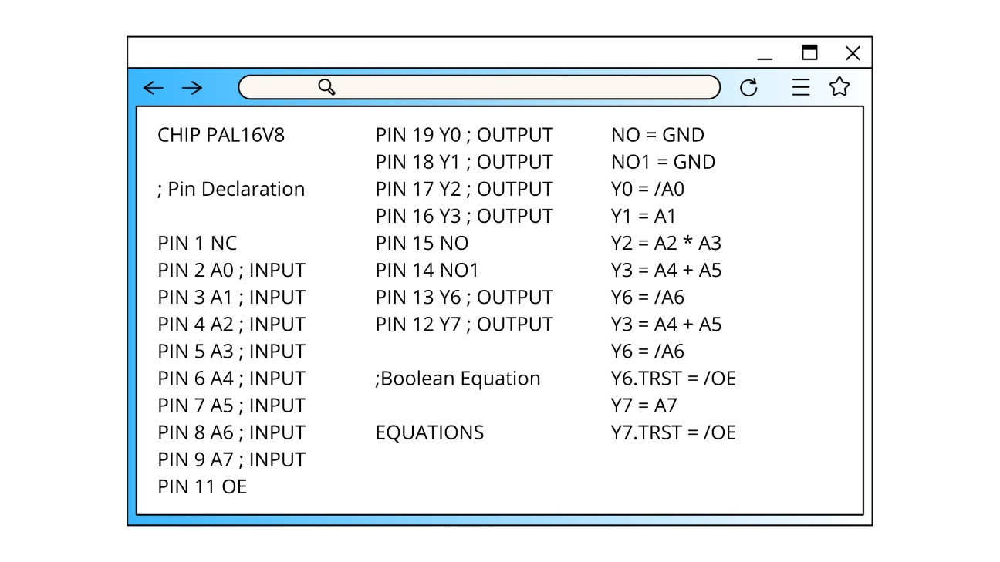 CHIP PAL16V8
; Pin Declaration
PIN 1 NC
PIN 2 A0 ; INPUT
PIN 3 A1 ; INPUT
PIN 4 A2 ; INPUT
PIN 5 A3 ; INPUT
PIN 6 A4 ; INPUT
PIN 7 A5 ; INPUT
PIN 8 A6 ; INPUT
PIN 9 A7 ; INPUT
PIN 11 OE
PIN 19 Y0 ; OUTPUT
PIN 18 Y1 ; OUTPUT
PIN 17 Y2 ; OUTPUT
PIN 16 Y3 ; OUTPUT
PIN 15 NO
PIN 14 NO1
PIN 13 Y6 ; OUTPUT
PIN 12 Y7 ; OUTPUT
;Boolean Equation
EQUATIONS
NO = GND
NO1 = GND
Y0 = /A0
Y1 = A1
Y2 = A2 * A3
Y3 = A4 + A5
Y6 = /A6
Y3 = A4 + A5
Y6 = /A6
Y6.TRST = /OE
Y7 = A7
Y7.TRST = /OE